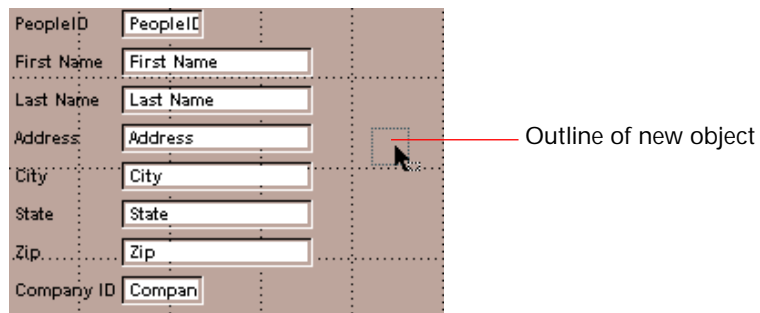 PeopleID PeopleID
First Name First Name
Last Name Last Name
Address Address
Outline of new object
City City
State State
Zip Zip
Company ID Compan